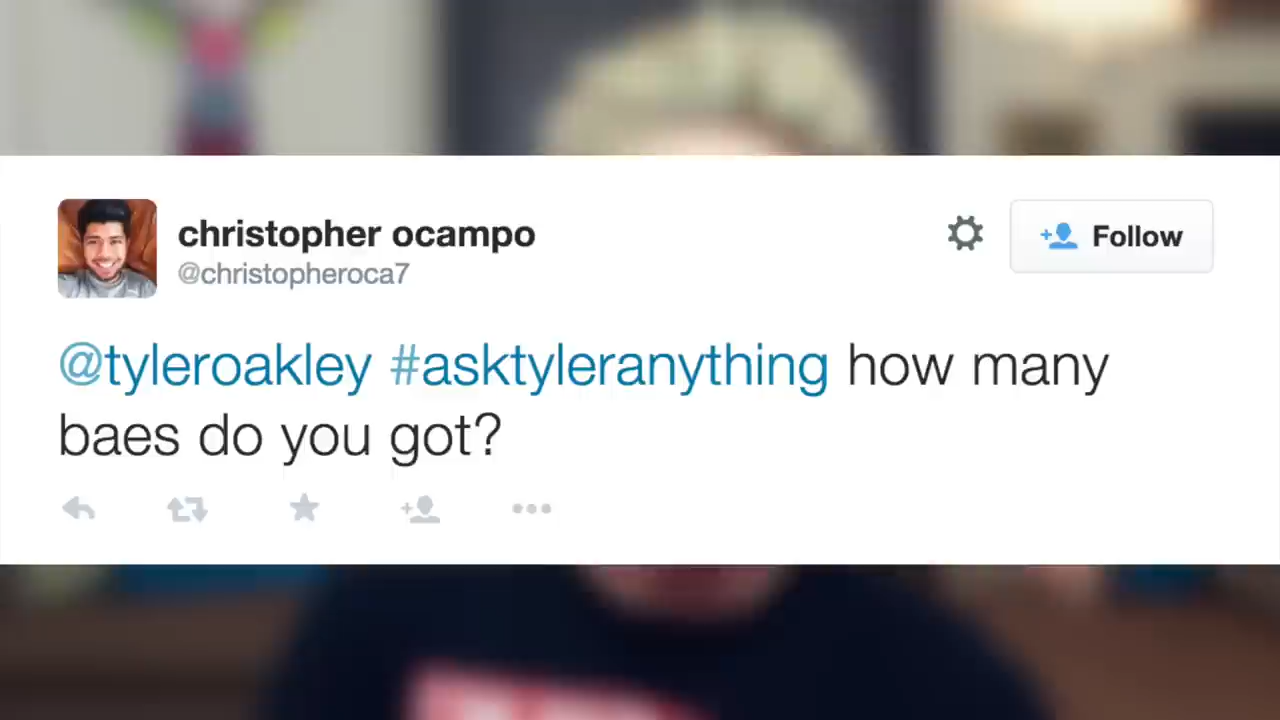 christopher ocampo
@christopheroca7
Follow
@tyleroakley #asktyleranything how many
baes do you got?